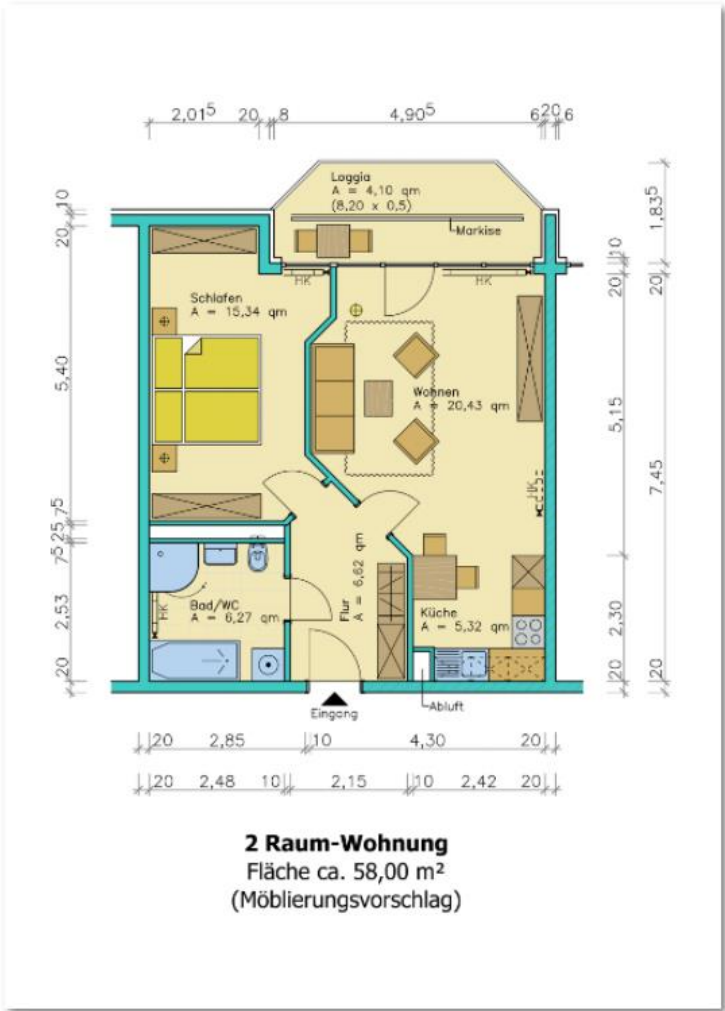 2,01⁵ 20 8 4,90⁵ 6 20 6
Loggia
A = 4,10 qm
(8,20 x 0,5)
Markise
HK
HK
Schlafen
A = 15,34 qm
Wohnen
A = 20,43 qm
HK
Flur
A = 6,62 qm
Bad/WC
A = 6,27 qm
HK
Küche
A = 5,32 qm
Abluft
Eingang
10
20
5,40
75
25
75
2,53
20
10
20
5,15
2,30
20
1,83⁵
20
7,45
20
20 2,85 10 4,30 20
20 2,48 10 2,15 10 2,42 20
2 Raum-Wohnung
Fläche ca. 58,00 m²
(Möblierungsvorschlag)